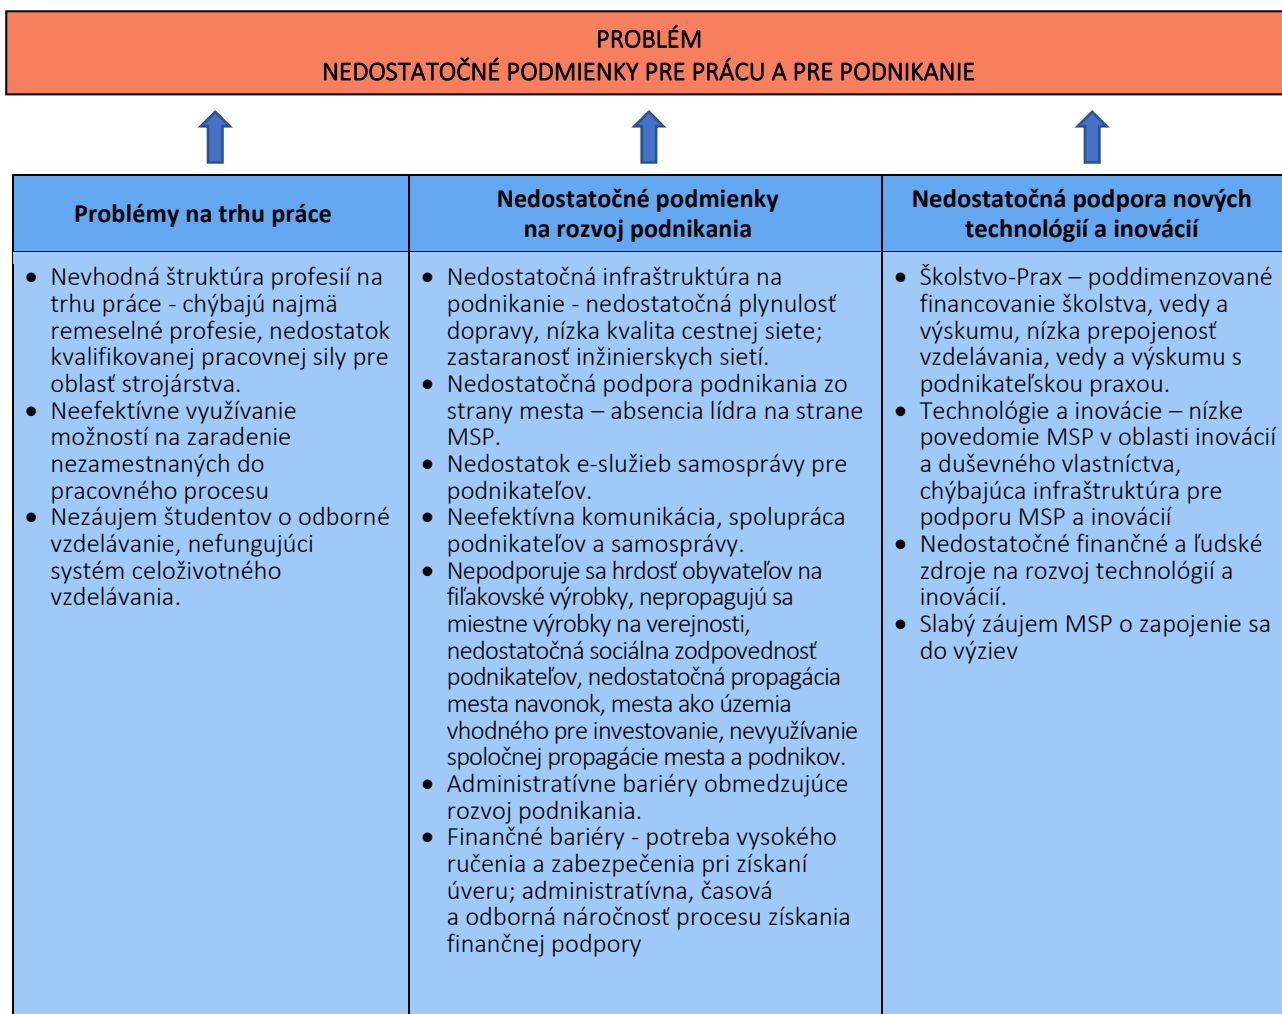 PROBLÉM
NEDOSTATOČNÉ PODMIENKY PRE PRÁCU A PRE PODNIKANIE
Problémy na trhu práce
• Nevhodná štruktúra profesií na
trhu práce - chýbajú najmä
remeselné profesie, nedostatok
kvalifikovanej pracovnej sily pre
oblasť strojárstva.
• Neefektívne využívanie
možností na zaradenie
nezamestnaných do
pracovného procesu
• Nezáujem študentov o odborné
vzdelávanie, nefungujúci
systém celoživotného
vzdelávania.
Nedostatočné podmienky
na rozvoj podnikania
• Nedostatočná infraštruktúra na
podnikanie - nedostatočná plynulosť
dopravy, nízka kvalita cestnej siete;
zastaranosť inžinierskych sietí.
• Nedostatočná podpora podnikania zo
strany mesta – absencia lídra na strane
MSP.
• Nedostatok e-služieb samosprávy pre
podnikateľov.
• Neefektívna komunikácia, spolupráca
podnikateľov a samosprávy.
• Nepodporuje sa hrdosť obyvateľov na
fiľakovské výrobky, nepropagujú sa
miestne výrobky na verejnosti,
nedostatočná sociálna zodpovednosť
podnikateľov, nedostatočná propagácia
mesta navonok, mesta ako územia
vhodného pre investovanie, nevyužívanie
spoločnej propagácie mesta a podnikov.
• Administratívne bariéry obmedzujúce
rozvoj podnikania.
• Finančné bariéry - potreba vysokého
ručenia a zabezpečenia pri získaní
úveru; administratívna, časová
a odborná náročnosť procesu získania
finančnej podpory
Nedostatočná podpora nových
technológií a inovácií
• Školstvo-Prax – poddimenzované
financovanie školstva, vedy a
výskumu, nízka prepojenosť
vzdelávania, vedy a výskumu s
podnikateľskou praxou.
• Technológie a inovácie – nízke
povedomie MSP v oblasti inovácií
a duševného vlastníctva,
chýbajúca infraštruktúra pre
podporu MSP a inovácií
• Nedostatočné finančné a ľudské
zdroje na rozvoj technológií a
inovácií.
• Slabý záujem MSP o zapojenie sa
do výziev